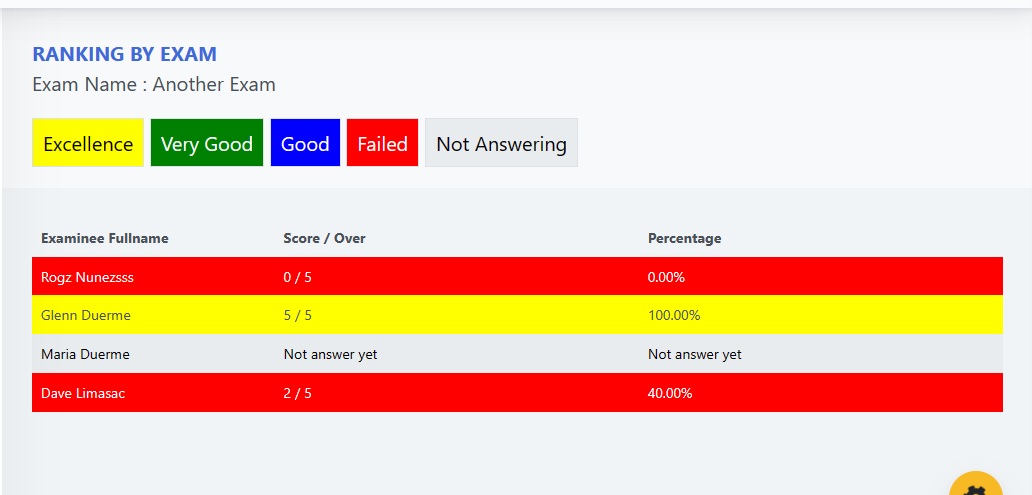 RANKING BY EXAM
Exam Name : Another Exam
Excellence Very Good Good Failed Not Answering
Examinee Fullname Score / Over Percentage
Rogz Nunezsss 0 / 5 0.00%
Glenn Duerme 5 / 5 100.00%
Maria Duerme Not answer yet Not answer yet
Dave Limasac 2 / 5 40.00%